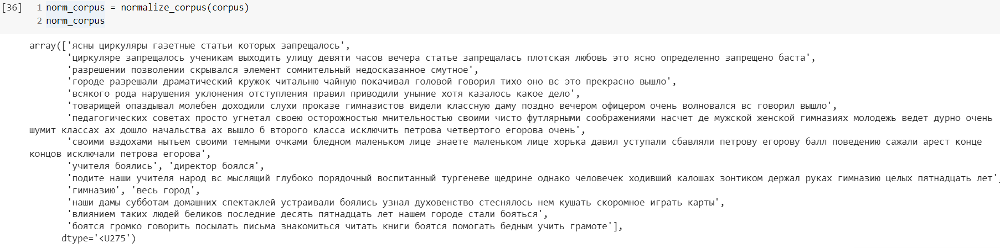 [36] 1 norm_corpus = normalize_corpus(corpus)
2 norm_corpus
array(['ясны циркуляры газетные статьи которых запрещалось',
'циркуляре запрещалось ученикам выходить улицу девяти часов вечера статье запрещалась плотская любовь это ясно определенно запрещено баста',
'разрешении позволении скрывался элемент сомнительный недосказанное смутное',
'городе разрешали драматический кружок читальню чайную покачивал головой говорил тихо оно вс это прекрасно вышло',
'всякого рода нарушения уклонения отступления правил приводили уныние хотя казалось какое дело',
'товарищей опаздывал молебен доходили слухи проказе гимназистов видели классную даму поздно вечером офицером очень волновался вс говорил вышло',
'педагогических советах просто угнетал своею осторожностью мнительностью своими чисто футлярными соображениями насчет де мужской женской гимназиях молодежь ведет дурно очень
шумит классах ах дошло начальства ах вышло б второго класса исключить петрова четвертого егорова очень',
'своими вздохами нытьем своими темными очками бледном маленьком лице знаете маленьком лице хорька давил уступали сбавляли петрову егорову балл поведению сажали арест конце
концов исключали петрова егорова',
'учителя боялись', 'директор боялся',
'подите наши учителя народ вс мыслящий глубоко порядочный воспитанный тургеневе щедрине однако человечек ходивший калошах зонтиком держал руках гимназию целых пятнадцать лет',
'гимназию', 'весь город',
'наши дамы субботам домашних спектаклей устраивали боялись узнал духовенство стеснялось нем кушать скоромное играть карты',
'влиянием таких людей беликов последние десять пятнадцать лет нашем городе стали бояться',
'боятся громко говорить посылать письма знакомиться читать книги боятся помогать бедным учить грамоте'],
dtype='<U275')